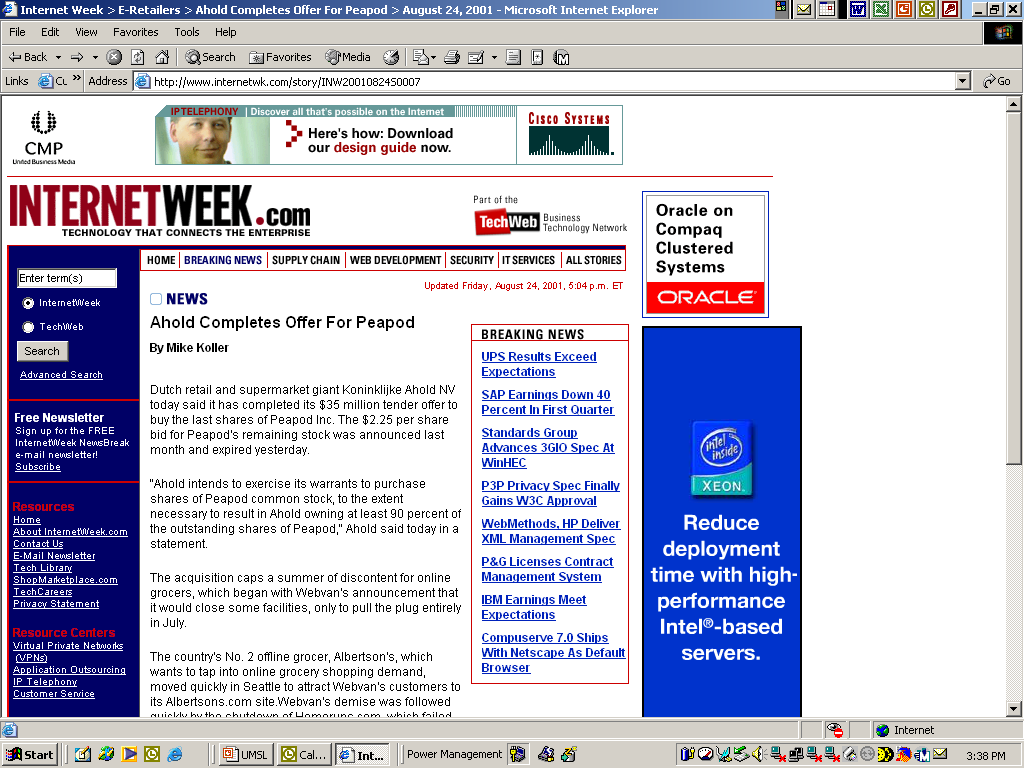 Internet Week > E-Retailers > Ahold Completes Offer For Peapod > August 24, 2001 - Microsoft Internet Explorer
File Edit View Favorites Tools Help
Back Search Favorites Media
Links Cu » Address http://www.internetwk.com/story/INW20010824S0007 Go
CMP
United Business Media
IP TELEPHONY | Discover all that's possible on the Internet
Here's how: Download
our design guide now.
CISCO SYSTEMS
INTERNETWEEK.com
TECHNOLOGY THAT CONNECTS THE ENTERPRISE
Part of the
TechWeb Business
Technology Network
Oracle on
Compaq
Clustered
Systems
ORACLE
HOME | BREAKING NEWS | SUPPLY CHAIN | WEB DEVELOPMENT | SECURITY | IT SERVICES | ALL STORIES
Updated Friday, August 24, 2001, 5:04 p.m. ET
Enter term(s)
InternetWeek
TechWeb
Search
Advanced Search
Free Newsletter
Sign up for the FREE
InternetWeek NewsBreak
e-mail newsletter!
Subscribe
Resources
Home
About InternetWeek.com
Contact Us
E-Mail Newsletter
Tech Library
ShopMarketplace.com
TechCareers
Privacy Statement
Resource Centers
Virtual Private Networks
(VPNs)
Application Outsourcing
IP Telephony
Customer Service
NEWS
Ahold Completes Offer For Peapod
By Mike Koller
Dutch retail and supermarket giant Koninklijke Ahold NV
today said it has completed its $35 million tender offer to
buy the last shares of Peapod Inc. The $2.25 per share
bid for Peapod's remaining stock was announced last
month and expired yesterday.
"Ahold intends to exercise its warrants to purchase
shares of Peapod common stock, to the extent
necessary to result in Ahold owning at least 90 percent of
the outstanding shares of Peapod," Ahold said today in a
statement.
The acquisition caps a summer of discontent for online
grocers, which began with Webvan's announcement that
it would close some facilities, only to pull the plug entirely
in July.
The country's No. 2 offline grocer, Albertson's, which
wants to tap into online grocery shopping demand,
moved quickly in Seattle to attract Webvan's customers to
its Albertsons.com site.Webvan's demise was followed
quickly by the shutdown of Homeruns.com, which failed
BREAKING NEWS
UPS Results Exceed
Expectations
SAP Earnings Down 40
Percent In First Quarter
Standards Group
Advances 3GIO Spec At
WinHEC
P3P Privacy Spec Finally
Gains W3C Approval
WebMethods, HP Deliver
XML Management Spec
P&G Licenses Contract
Management System
IBM Earnings Meet
Expectations
Compuserve 7.0 Ships
With Netscape As Default
Browser
intel
inside
XEON
Reduce
deployment
time with high-
performance
Intel®-based
servers.
Internet
Start UMSL Cal... Int... Power Management 3:38 PM